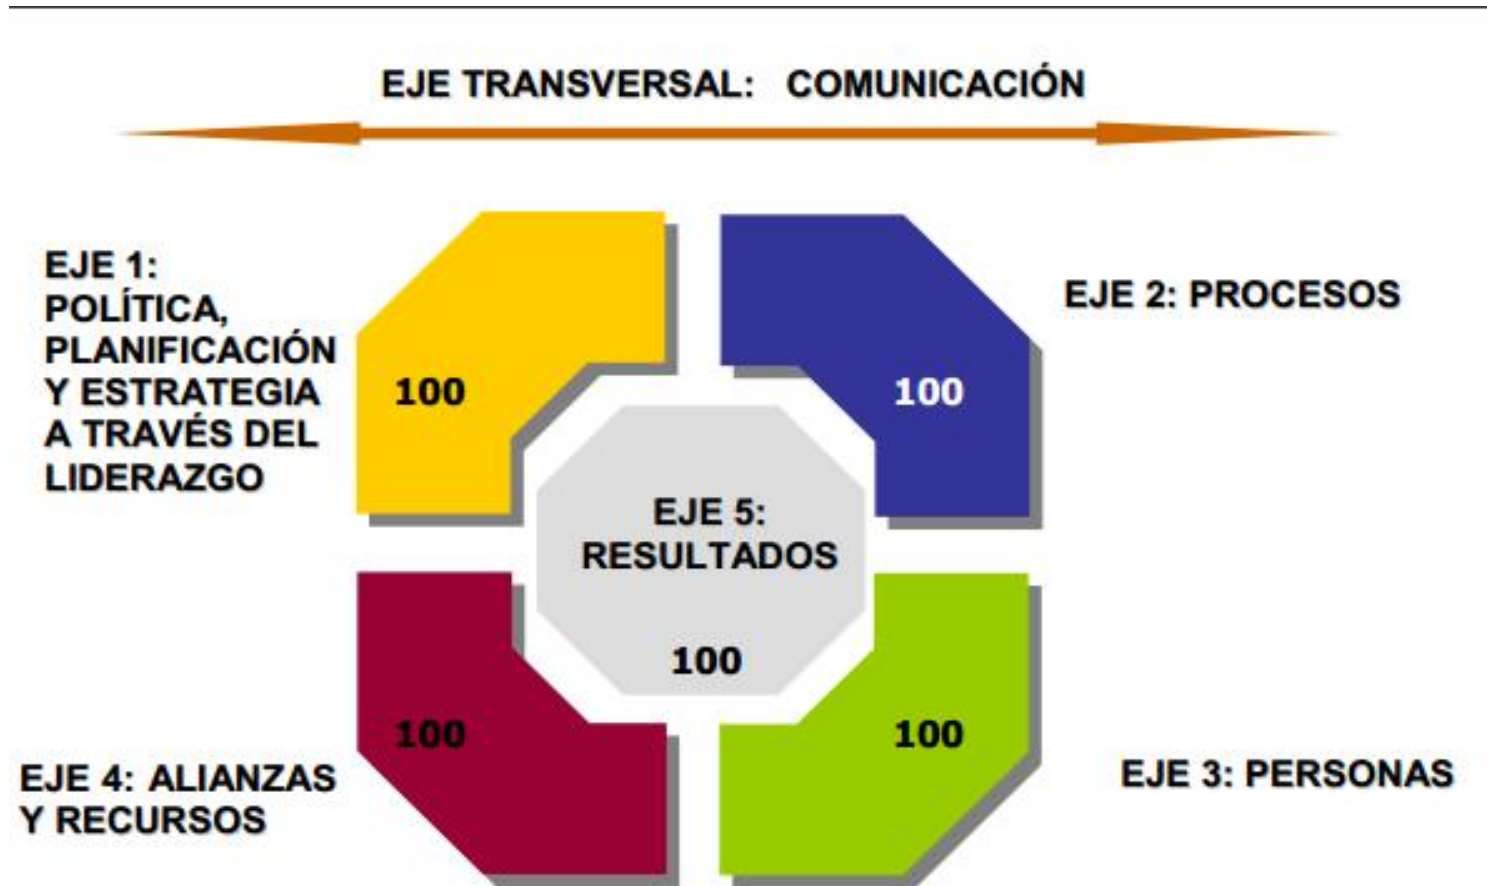 EJE TRANSVERSAL: COMUNICACIÓN
EJE 1:
POLÍTICA,
PLANIFICACIÓN
Y ESTRATEGIA
A TRAVÉS DEL
LIDERAZGO
100
100
EJE 2: PROCESOS
EJE 5:
RESULTADOS
100
100
100
EJE 4: ALIANZAS
Y RECURSOS
EJE 3: PERSONAS